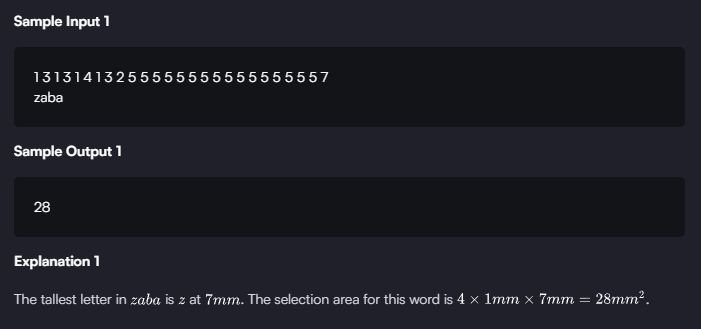 Sample Input 1
1 3 1 3 1 4 1 3 2 5 5 5 5 5 5 5 5 5 5 5 5 5 5 5 5 7
zaba
Sample Output 1
28
Explanation 1
The tallest letter in zaba is z at 7mm. The selection area for this word is 4 × 1mm × 7mm = 28mm².